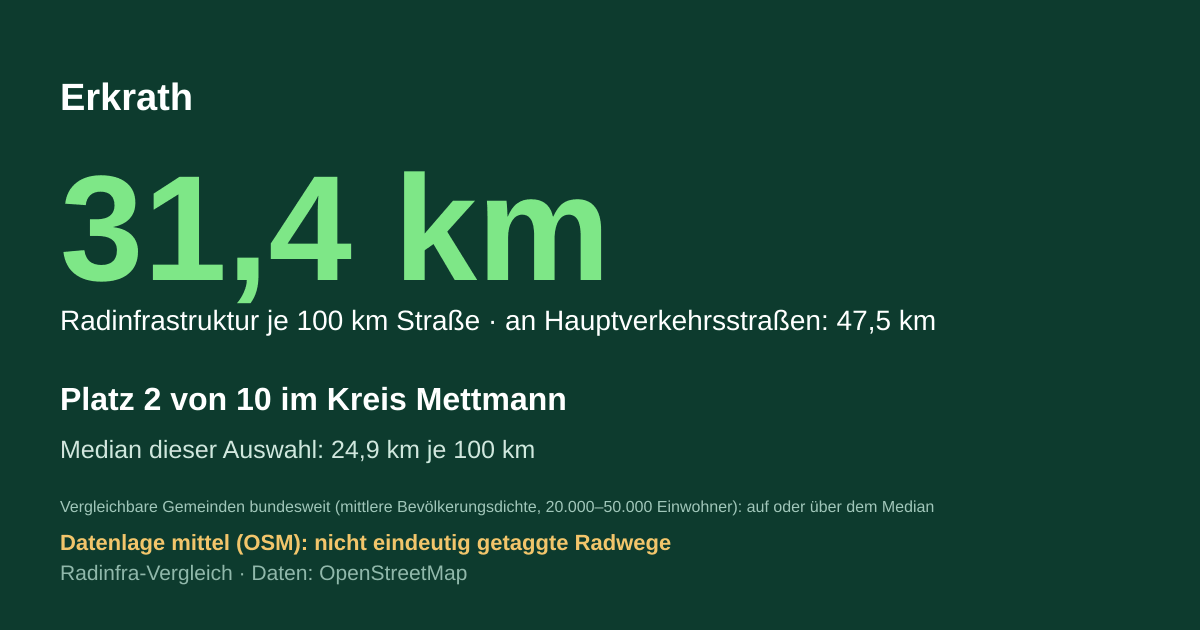 Erkrath
31,4 km
Radinfrastruktur je 100 km Straße · an Hauptverkehrsstraßen: 47,5 km
Platz 2 von 10 im Kreis Mettmann
Median dieser Auswahl: 24,9 km je 100 km
Vergleichbare Gemeinden bundesweit (mittlere Bevölkerungsdichte, 20.000–50.000 Einwohner): auf oder über dem Median
Datenlage mittel (OSM): nicht eindeutig getaggte Radwege
Radinfra-Vergleich · Daten: OpenStreetMap